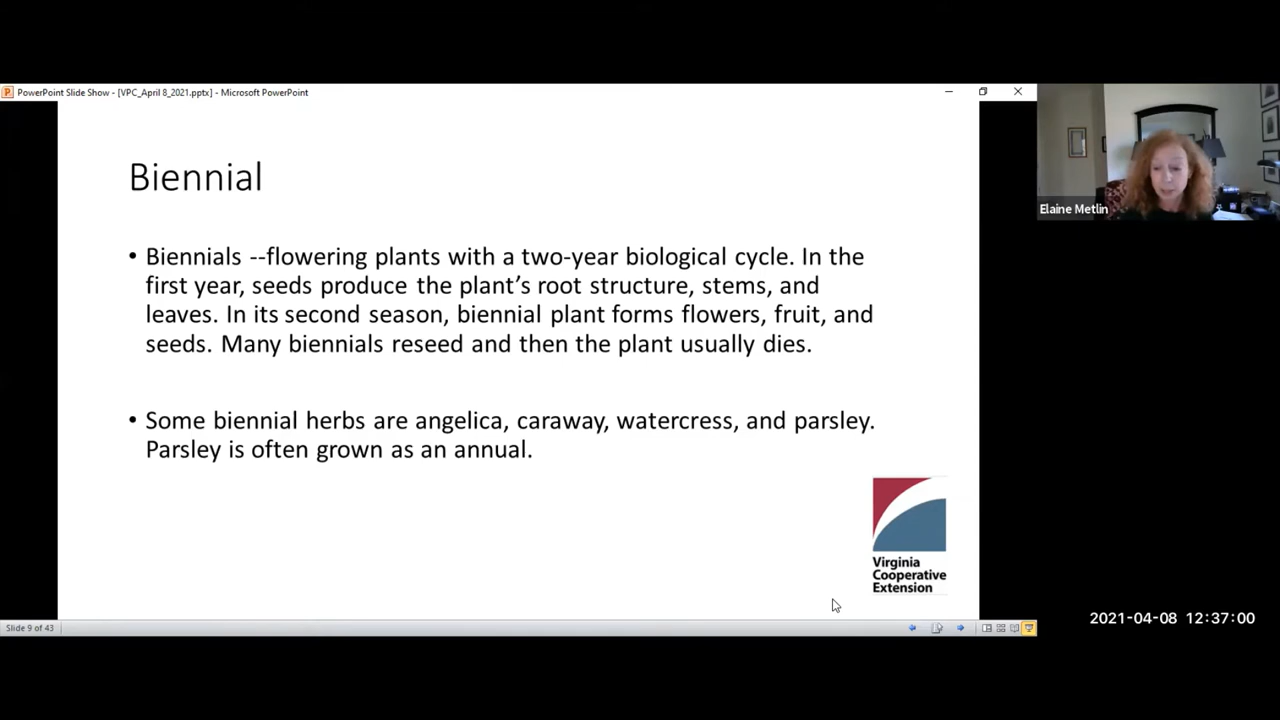 PowerPoint Slide Show - [VPC_April 8_2021.pptx] - Microsoft PowerPoint
Biennial
• Biennials --flowering plants with a two-year biological cycle. In the
first year, seeds produce the plant’s root structure, stems, and
leaves. In its second season, biennial plant forms flowers, fruit, and
seeds. Many biennials reseed and then the plant usually dies.
• Some biennial herbs are angelica, caraway, watercress, and parsley.
Parsley is often grown as an annual.
Virginia
Cooperative
Extension
Elaine Metlin
Slide 9 of 43
2021-04-08 12:37:00